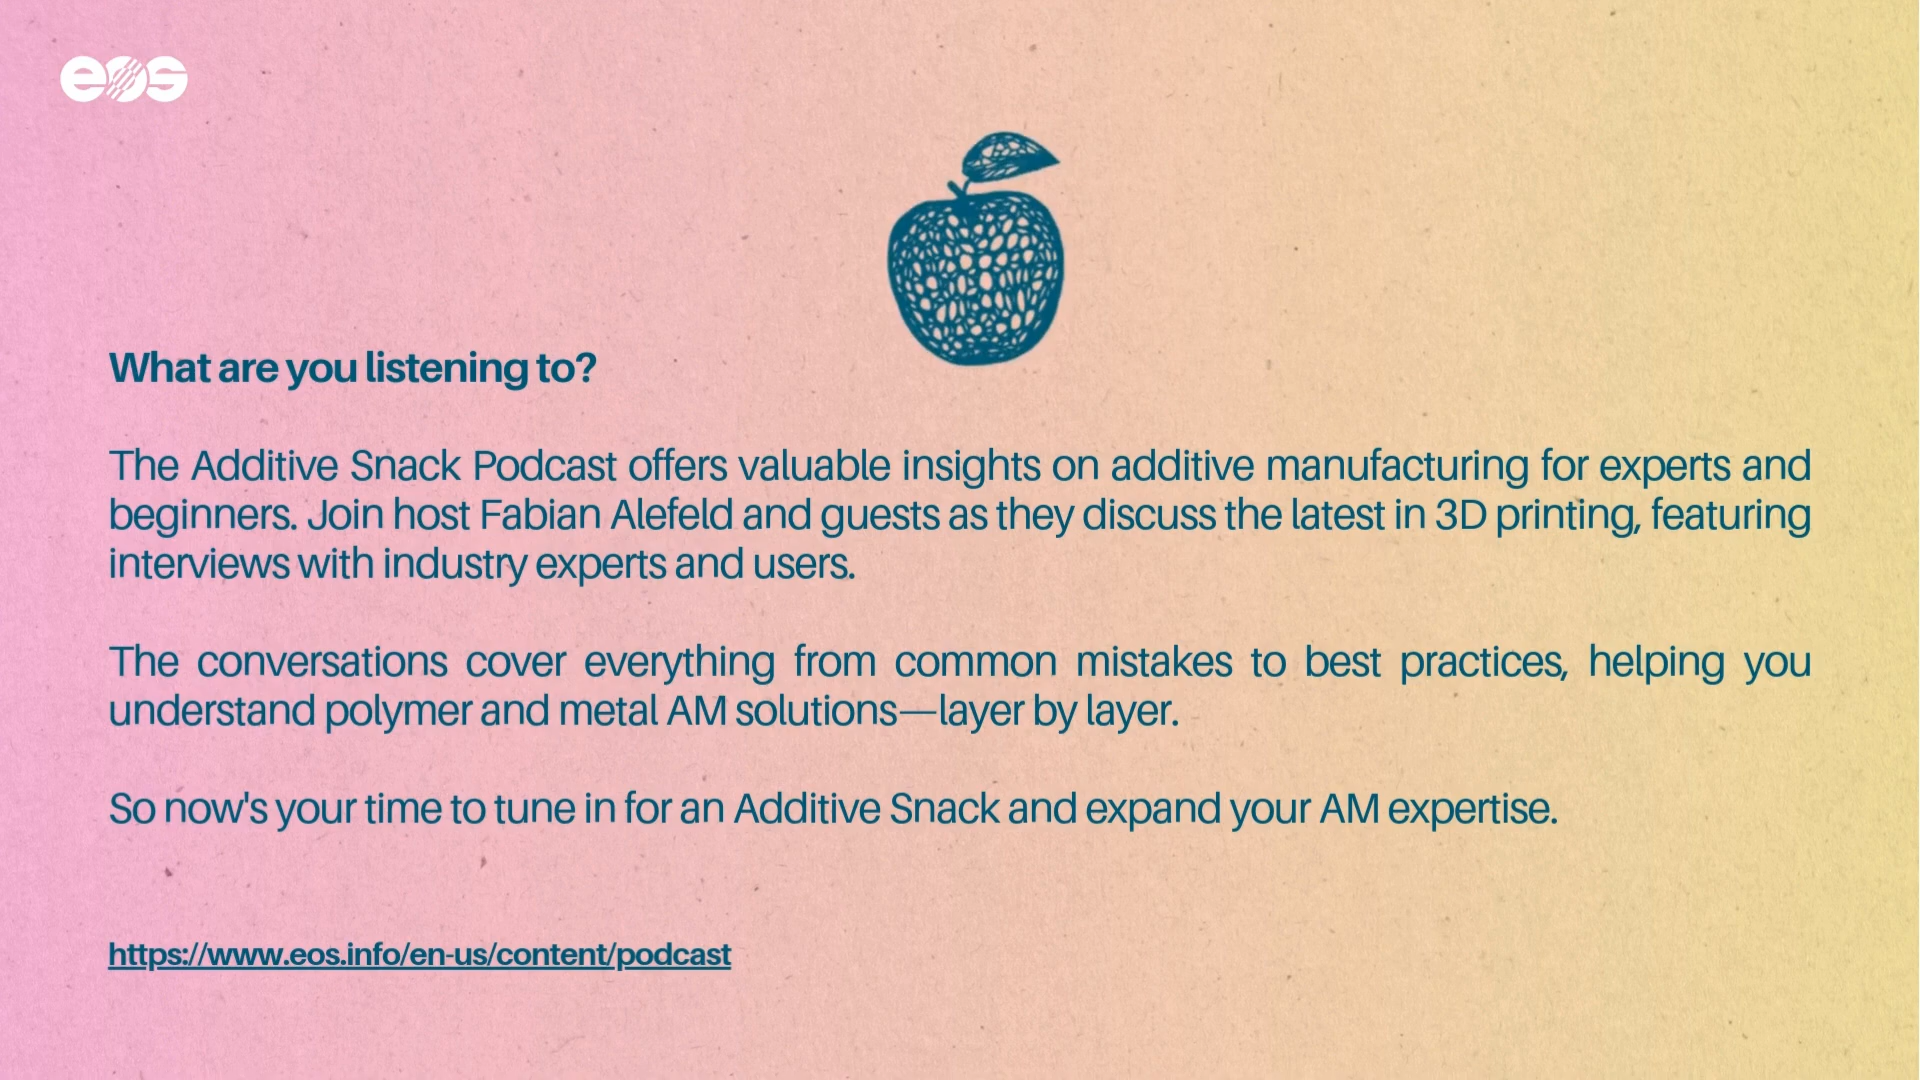 eos
What are you listening to?
The Additive Snack Podcast offers valuable insights on additive manufacturing for experts and
beginners. Join host Fabian Alefeld and guests as they discuss the latest in 3D printing, featuring
interviews with industry experts and users.
The conversations cover everything from common mistakes to best practices, helping you
understand polymer and metal AM solutions—layer by layer.
So now's your time to tune in for an Additive Snack and expand your AM expertise.
https://www.eos.info/en-us/content/podcast